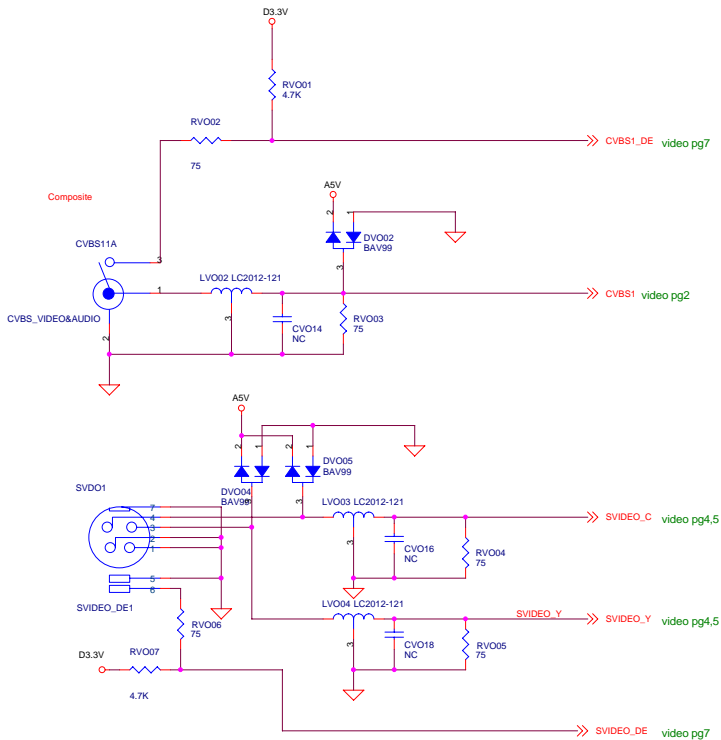 D3.3V
RVO01
4.7K
RVO02
75
CVBS1_DE video pg7
Composite
A5V
2
1
DVO02
BAV99
3
CVBS11A
3
LVO02 LC2012-121
1
CVBS1 video pg2
CVBS_VIDEO&AUDIO
2
3
CVO14
NC
RVO03
75
A5V
2
1
2
1
DVO05
BAV99
SVDO1
DVO04
BAV99
3
3
LVO03 LC2012-121
7
4
3
2
1
SVIDEO_C video pg4,5
3
CVO16
NC
RVO04
75
5
6
SVIDEO_DE1
RVO06
75
LVO04 LC2012-121
SVIDEO_Y
SVIDEO_Y video pg4,5
3
CVO18
NC
RVO05
75
D3.3V
RVO07
4.7K
SVIDEO_DE video pg7